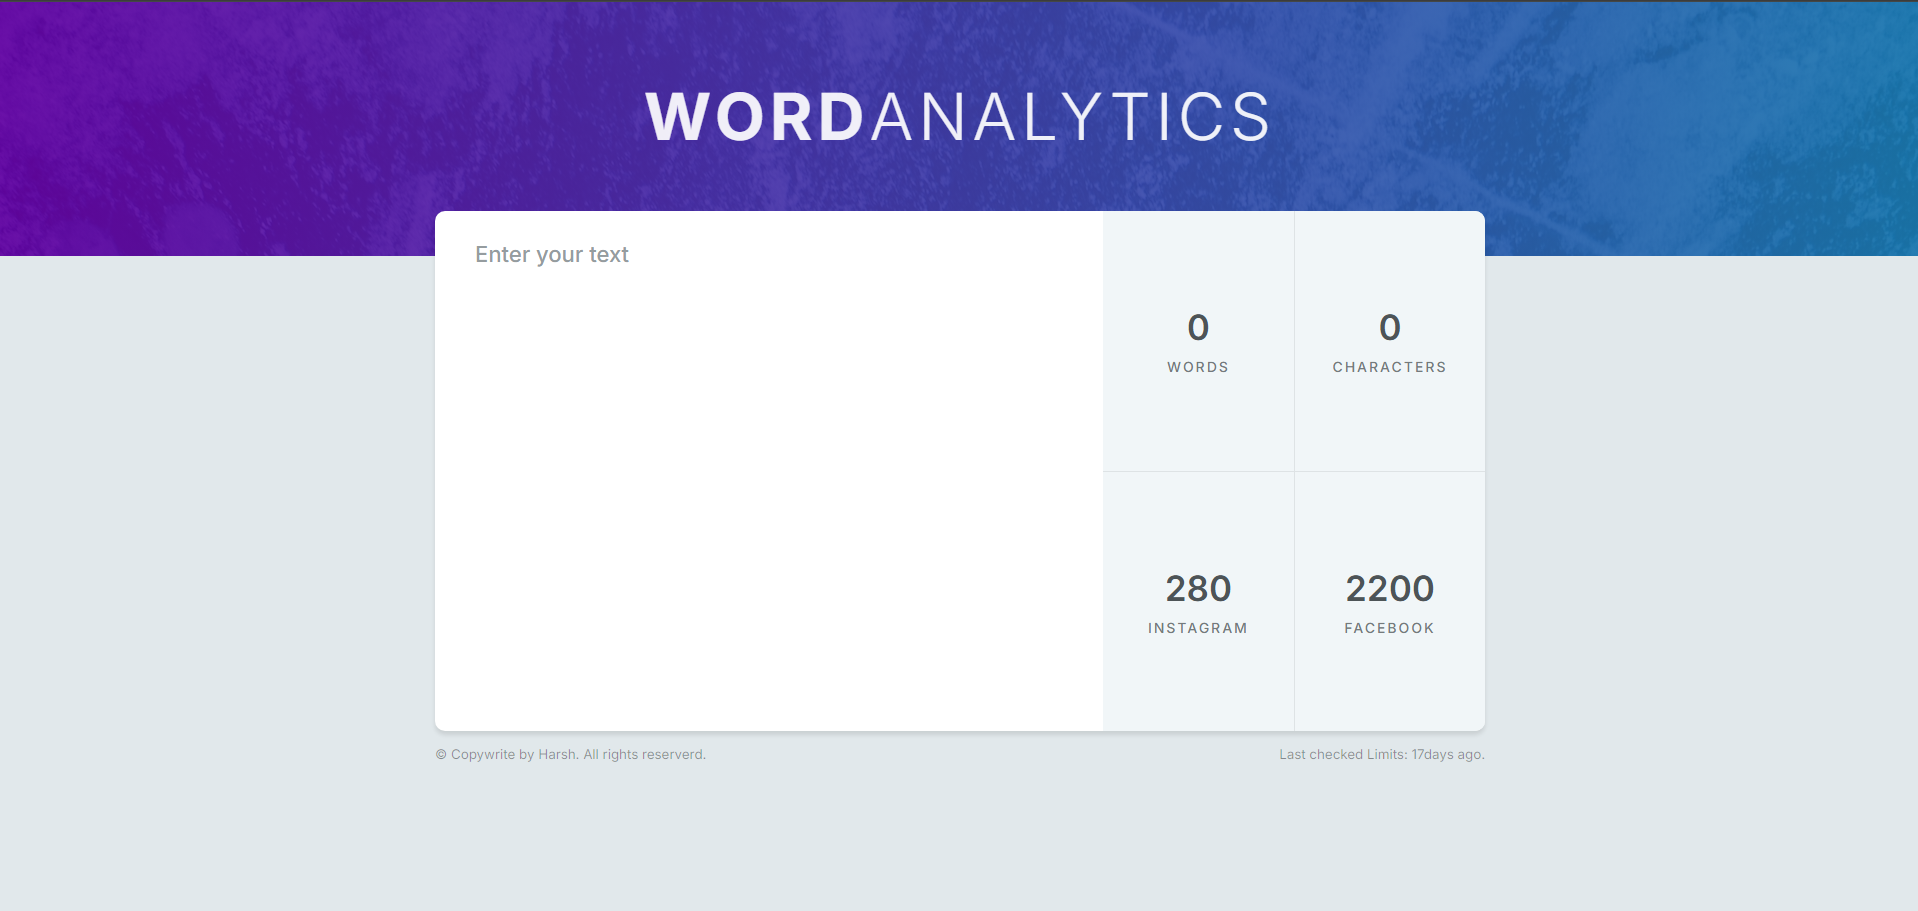 WORDANALYTICS
Enter your text
0
WORDS
0
CHARACTERS
280
INSTAGRAM
2200
FACEBOOK
© Copywrite by Harsh. All rights reserverd.
Last checked Limits: 17days ago.